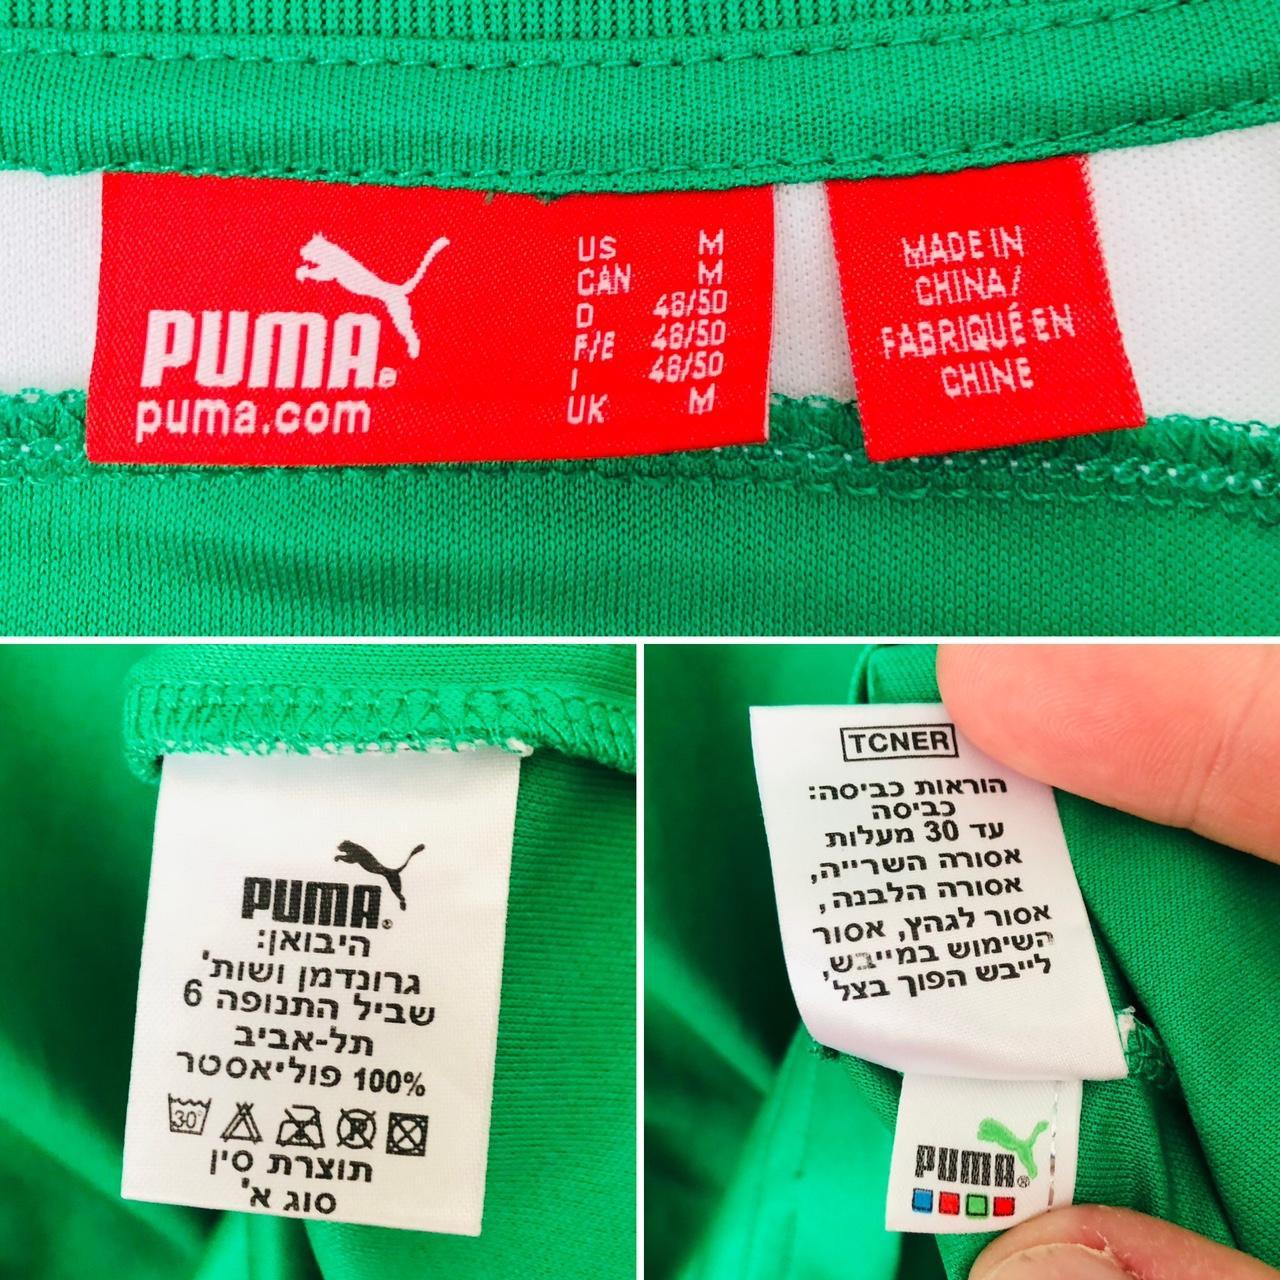 PUMA®
puma.com
US M
CAN M
D 48/50
F/E 48/50
I 48/50
UK M
MADE IN
CHINA/
FABRIQUÉ EN
CHINE
PUMA®
היבואן:
גרונדמן ושות'
שביל התנופה 6
תל-אביב
100% פוליאסטר
30°
תוצרת סין
סוג א'
TCNER
הוראות כביסה:
כביסה
עד 30 מעלות
אסורה השרייה,
אסורה הלבנה,
אסור לגהץ, אסור
השימוש במייבש,
לייבש הפוך בצל
PUMA®